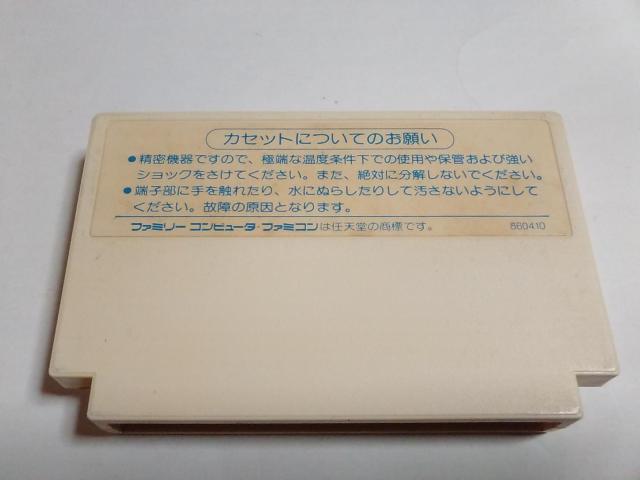 カセットについてのお願い
●精密機器ですので、極端な温度条件下での使用や保管および強い
ショックをさけてください。また、絶対に分解しないでください。
●端子部に手を触れたり、水にぬらしたりして汚さないようにして
ください。故障の原因となります。
ファミリー コンピュータ・ファミコンは任天堂の商標です。 860410